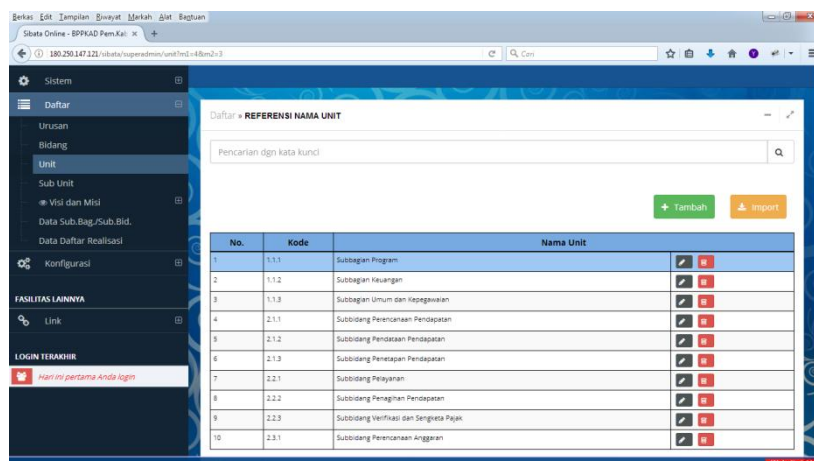 Berkas Edit Tampilan Riwayat Markah Alat Bantuan
Sibata Online - BPPKAD Pem.Kab
180.250.147.121/sibata/superadmin/unit?m1=4&m2=3
Cari
Sistem
Daftar
Urusan
Bidang
Unit
Sub Unit
Visi dan Misi
Data Sub.Bag./Sub.Bid.
Data Daftar Realisasi
Konfigurasi
FASILITAS LAINNYA
Link
LOGIN TERAKHIR
Hari ini pertama Anda login
Daftar » REFERENSI NAMA UNIT
Pencarian dgn kata kunci
+ Tambah Import
No. Kode Nama Unit
1 1.1.1 Subbagian Program
2 1.1.2 Subbagian Keuangan
3 1.1.3 Subbagian Umum dan Kepegawaian
4 2.1.1 Subbidang Perencanaan Pendapatan
5 2.1.2 Subbidang Pendataan Pendapatan
6 2.1.3 Subbidang Penetapan Pendapatan
7 2.2.1 Subbidang Pelayanan
8 2.2.2 Subbidang Penagihan Pendapatan
9 2.2.3 Subbidang Verifikasi dan Sengketa Pajak
10 2.3.1 Subbidang Perencanaan Anggaran